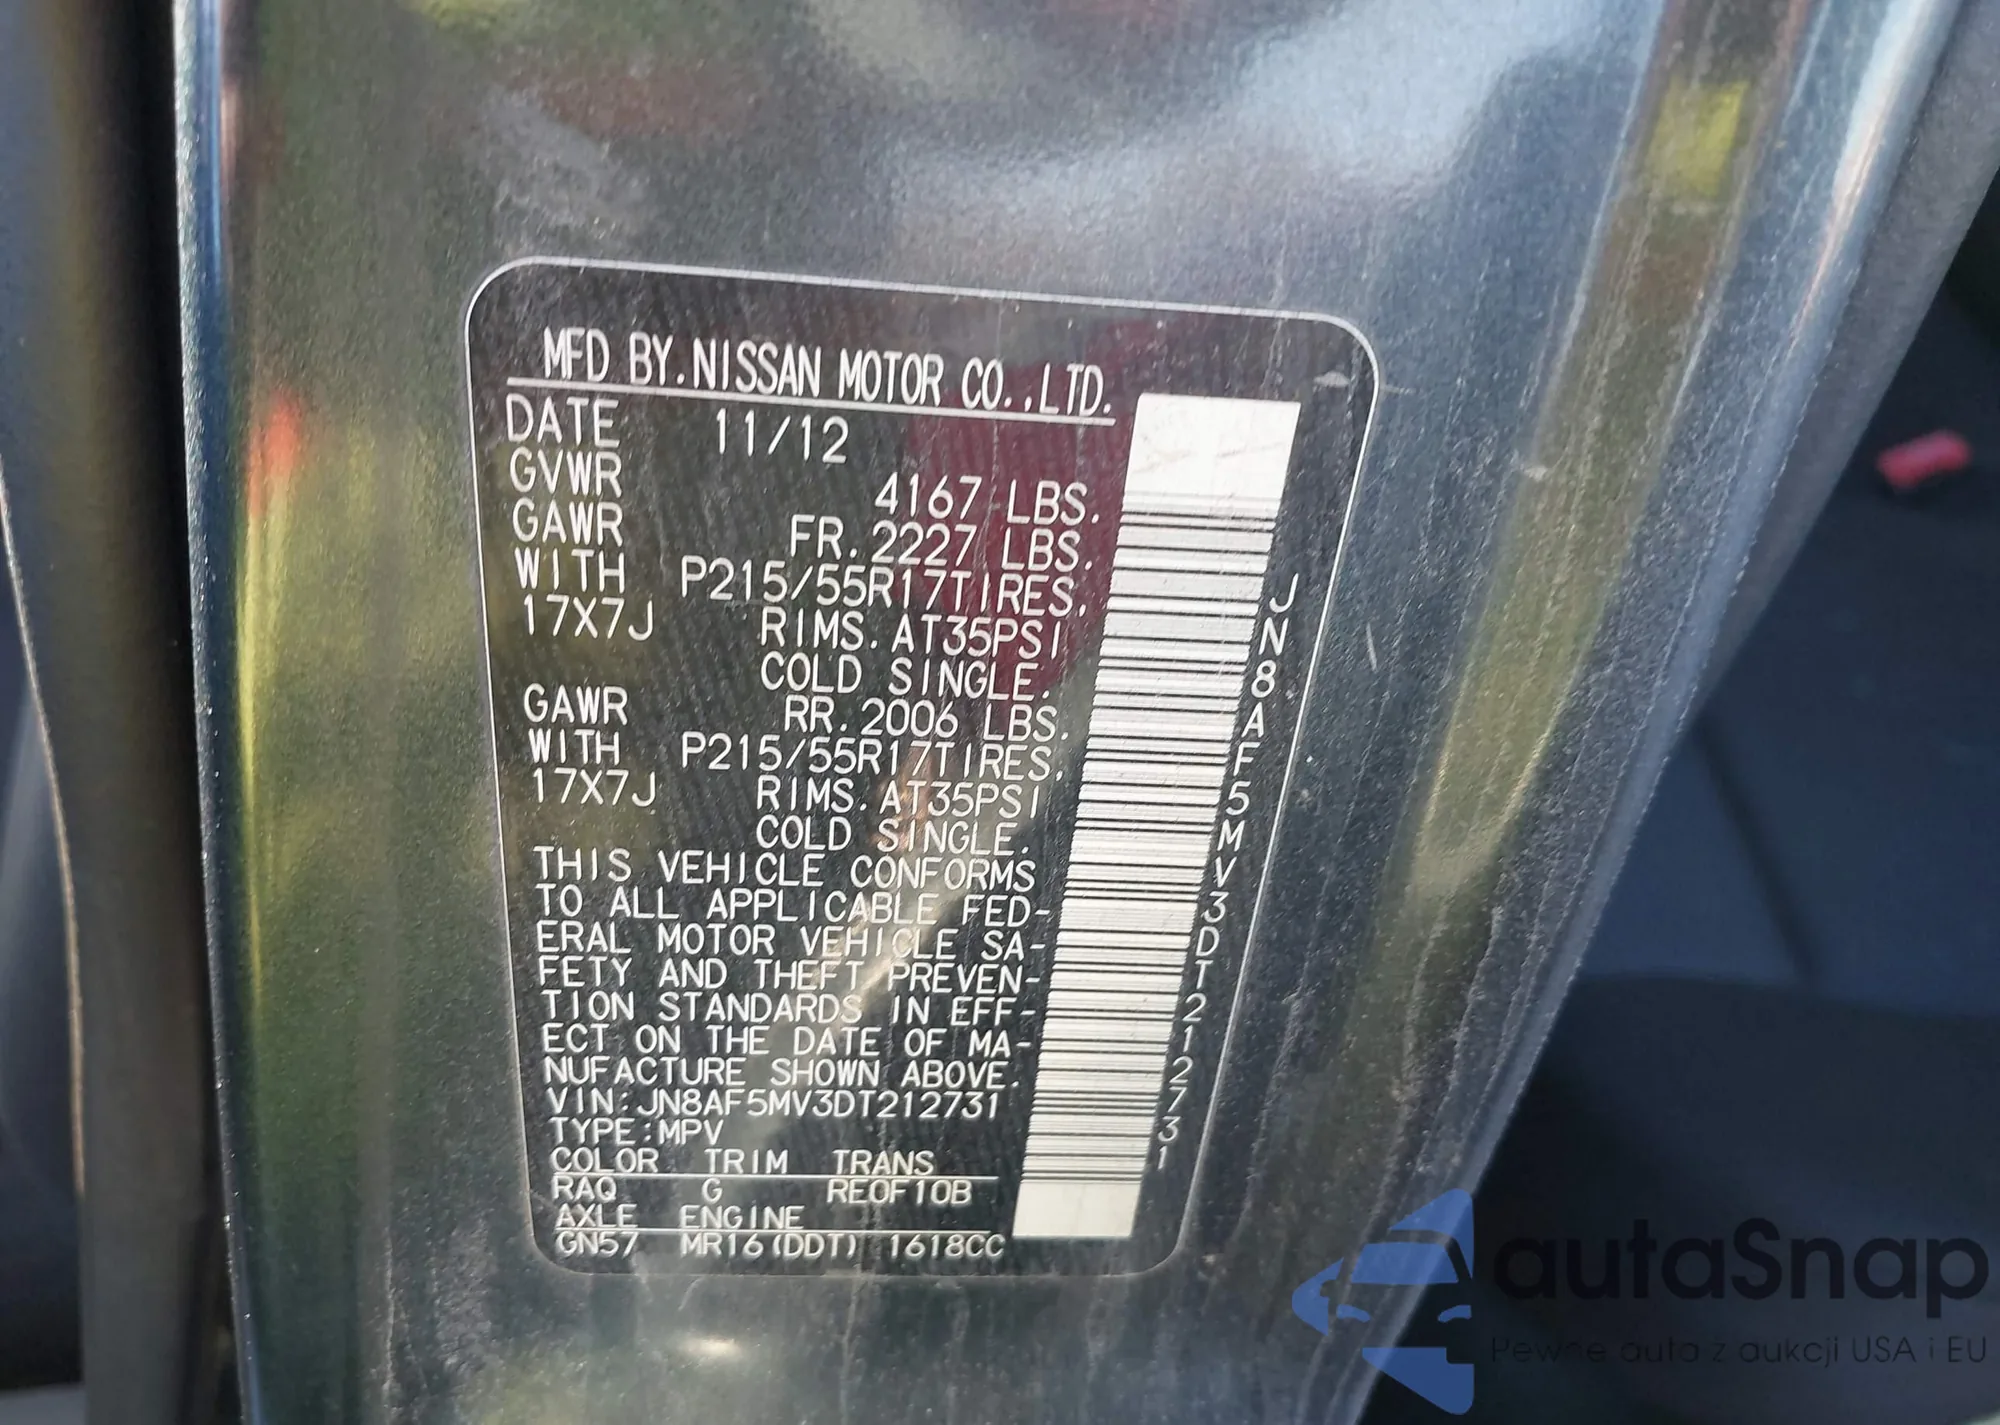 MFD BY.NISSAN MOTOR CO.,LTD.
DATE 11/12
GVWR 4167 LBS.
GAWR FR.2227 LBS.
WITH P215/55R17TIRES,
17X7J RIMS.AT35PSI
COLD SINGLE.
GAWR RR.2006 LBS.
WITH P215/55R17TIRES,
17X7J RIMS.AT35PSI
COLD SINGLE.
THIS VEHICLE CONFORMS
TO ALL APPLICABLE FED-
ERAL MOTOR VEHICLE SA-
FETY AND THEFT PREVEN-
TION STANDARDS IN EFF-
ECT ON THE DATE OF MA-
NUFACTURE SHOWN ABOVE.
VIN:JN8AF5MV3DT212731
TYPE:MPV
COLOR TRIM TRANS
RAQ G RE0F10B
AXLE ENGINE
GN57 MR16(DDT) 1618CC
JN8AF5MV3DT212731
autaSnap
Pewne auta z aukcji USA i EU